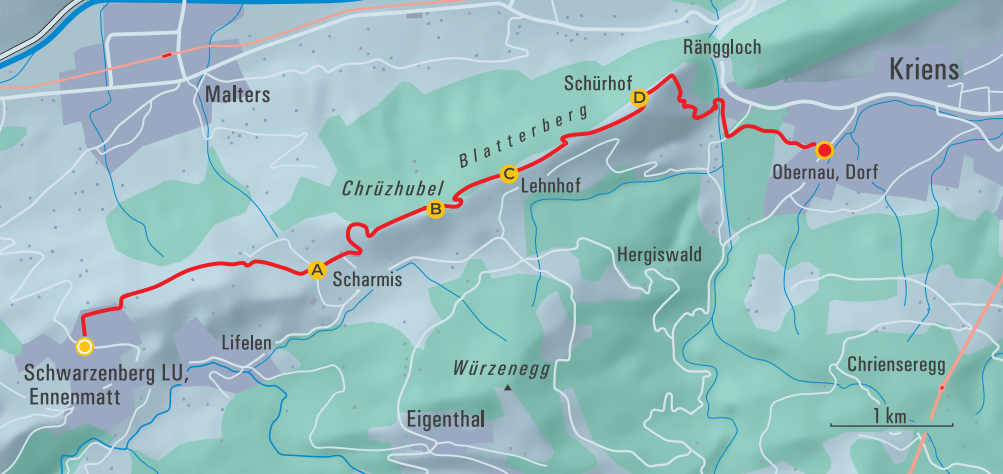 Ränggloch
Kriens
Schürhof
D
Malters
Blatterberg
Obernau, Dorf
C
Lehnhof
Chrüzhubel
B
Hergiswald
A
Scharmis
Lifelen
Schwarzenberg LU,
Ennenmatt
Würzenegg
Chrienseregg
Eigenthal
1 km